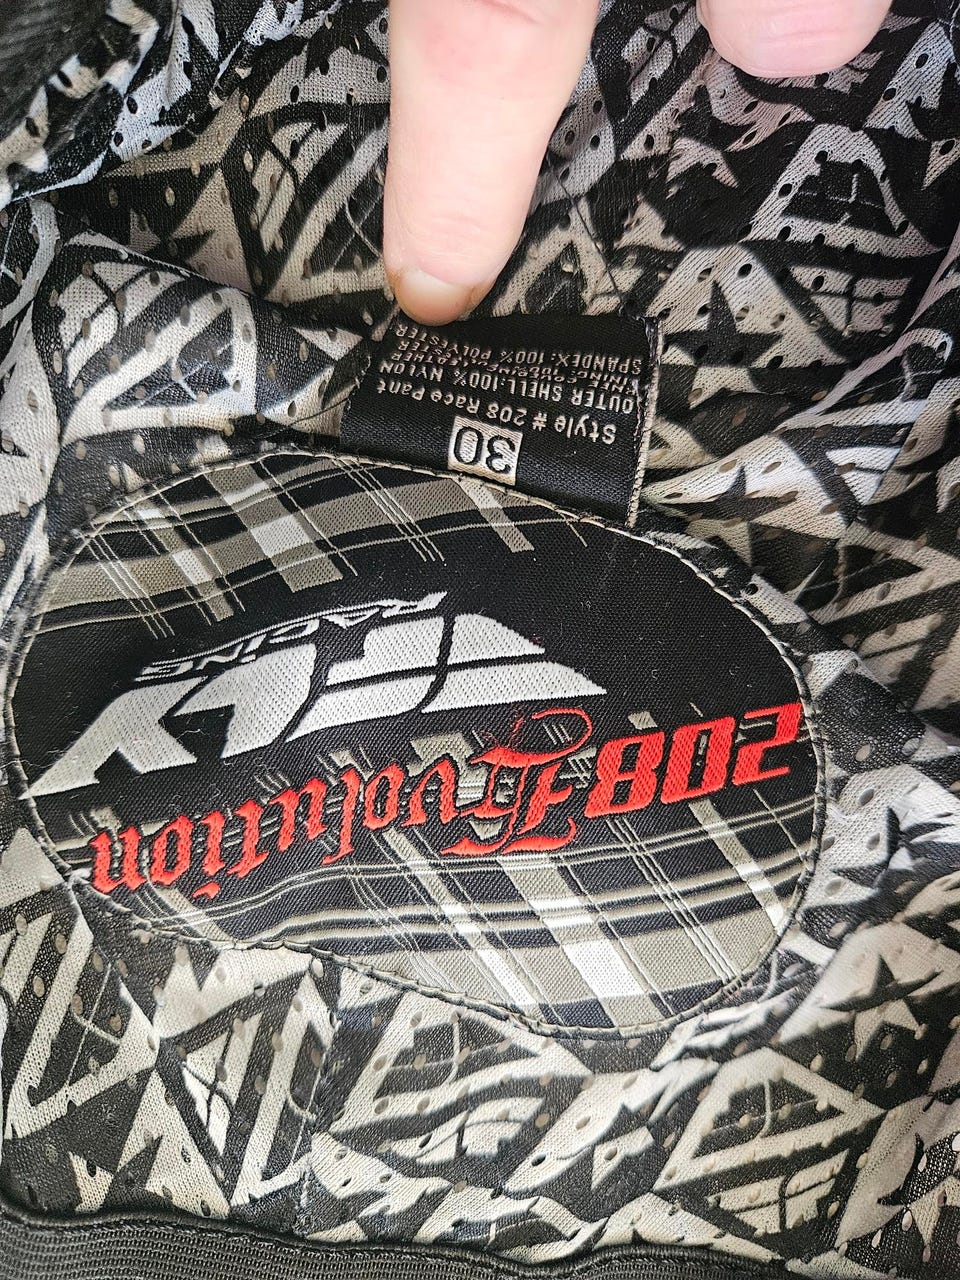 208 Evolution
FLY
RACING
30
Style # 208 Race Pant
OUTER SHELL:100% NYLON
SPANDEX: 100% POLYESTER